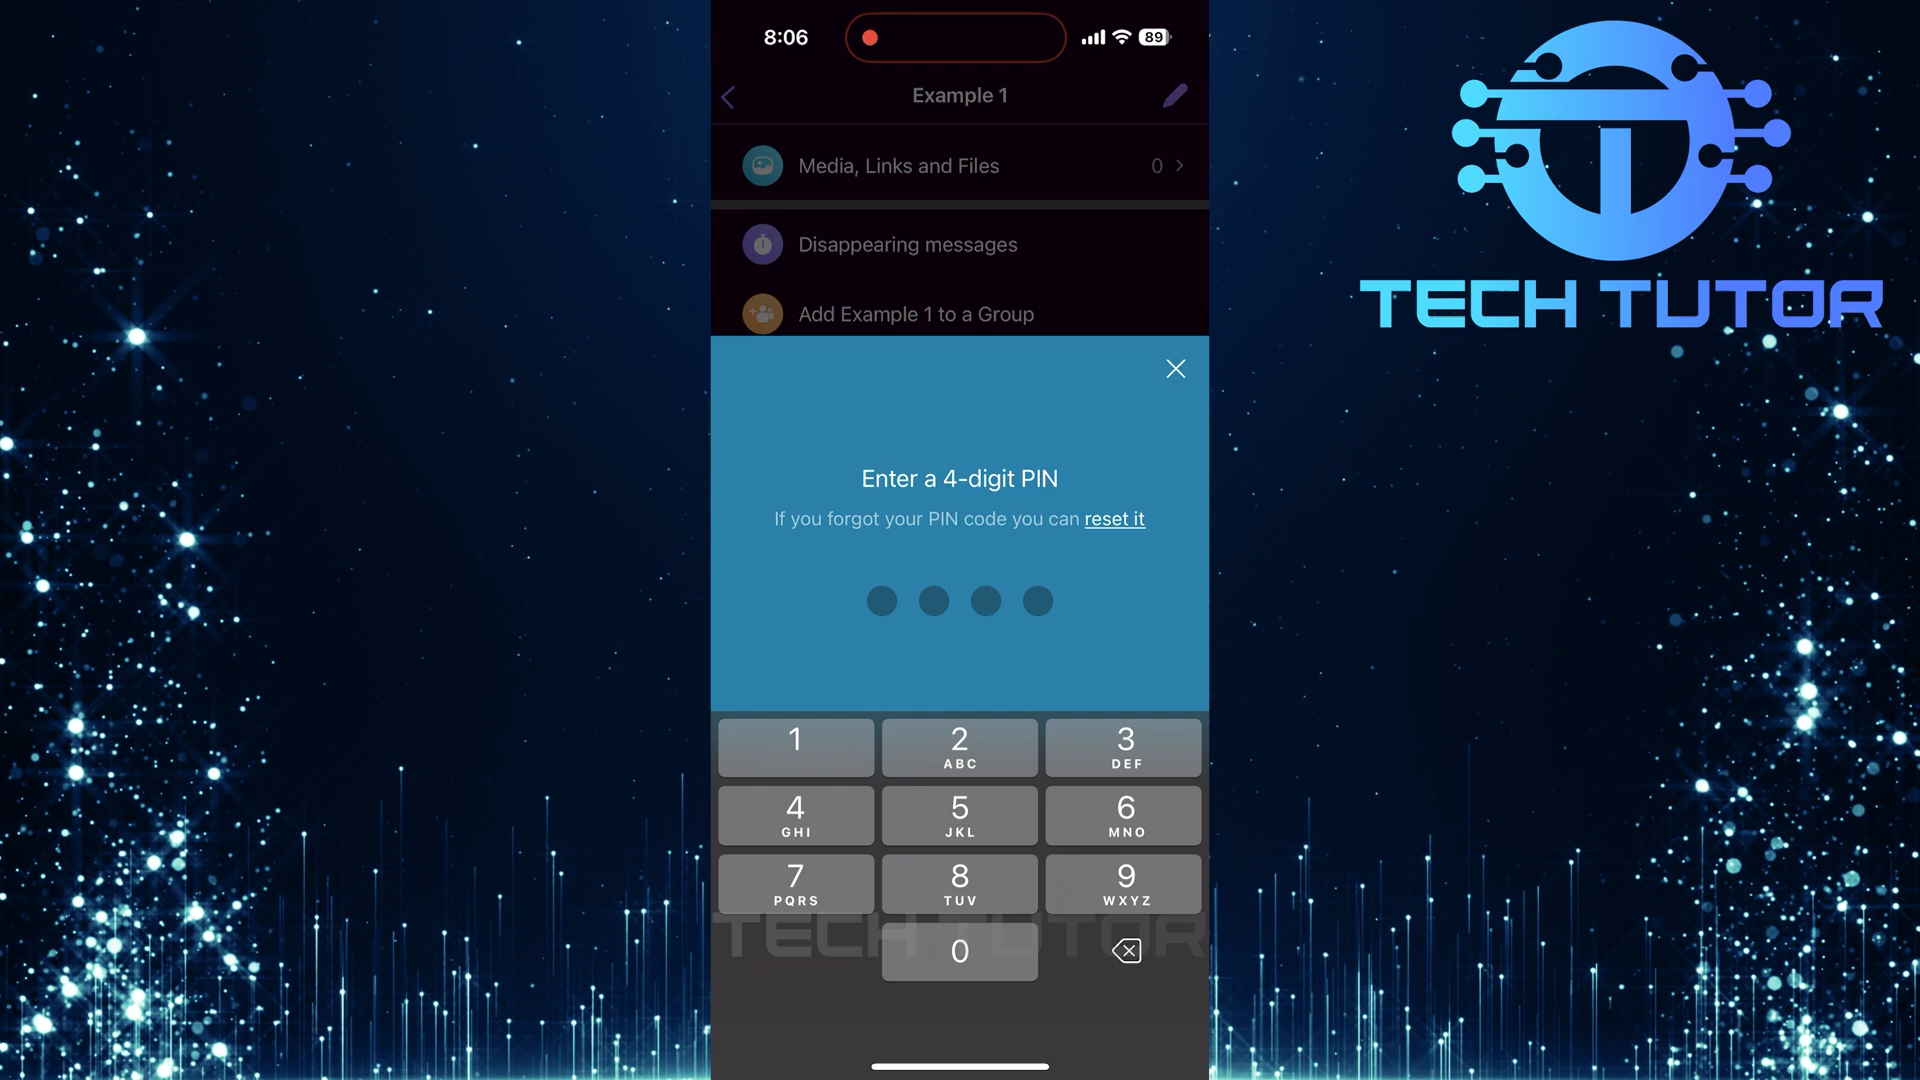 8:06
89
Example 1
Media, Links and Files 0
Disappearing messages
Add Example 1 to a Group
Enter a 4-digit PIN
If you forgot your PIN code you can reset it
1
2
ABC
3
DEF
4
GHI
5
JKL
6
MNO
7
PQRS
8
TUV
9
WXYZ
0
TECH TUTOR
TECH TUTOR